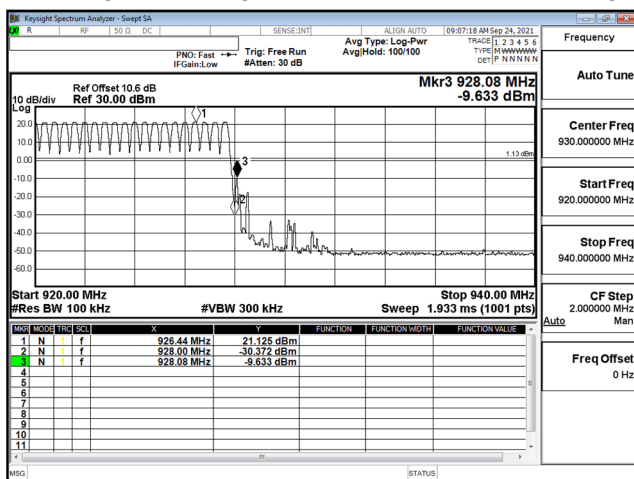 Keysight Spectrum Analyzer - Swept SA
R RF 50 Ω DC SENSE:INT ALIGN AUTO 09:07:18 AM Sep 24, 2021
PNO: Fast Trig: Free Run Avg Type: Log-Pwr TRACE 1 2 3 4 5 6
IFGain:Low #Atten: 30 dB Avg|Hold: 100/100 TYPE M WWWWW
DET P N N N N N
Mkr3 928.08 MHz
-9.633 dBm
Ref Offset 10.6 dB
10 dB/div Ref 30.00 dBm
Log
1
20.0
10.0
1.13 dBm
0.00
3
-10.0
-20.0
2
-30.0
-40.0
-50.0
-60.0
Start 920.00 MHz Stop 940.00 MHz
#Res BW 100 kHz #VBW 300 kHz Sweep 1.933 ms (1001 pts)
MKR MODE TRC SCL X Y FUNCTION FUNCTION WIDTH FUNCTION VALUE
1 N 1 f 926.44 MHz 21.125 dBm
2 N 1 f 928.00 MHz -30.372 dBm
3 N 1 f 928.08 MHz -9.633 dBm
4
5
6
7
8
9
10
11
MSG STATUS
Frequency
Auto Tune
Center Freq
930.000000 MHz
Start Freq
920.000000 MHz
Stop Freq
940.000000 MHz
CF Step
2.000000 MHz
Auto Man
Freq Offset
0 Hz